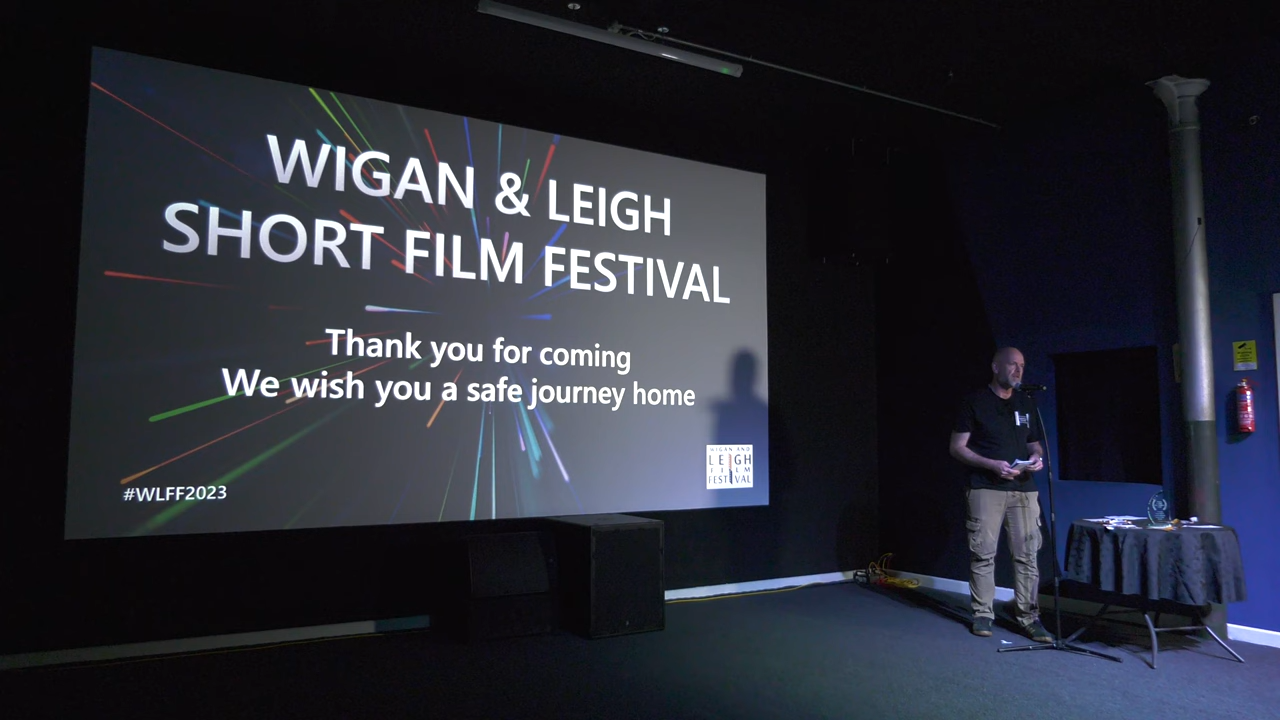 WIGAN & LEIGH
SHORT FILM FESTIVAL
Thank you for coming
We wish you a safe journey home
#WLFF2023
WIGAN AND
LEIGH
FILM
FESTIVAL